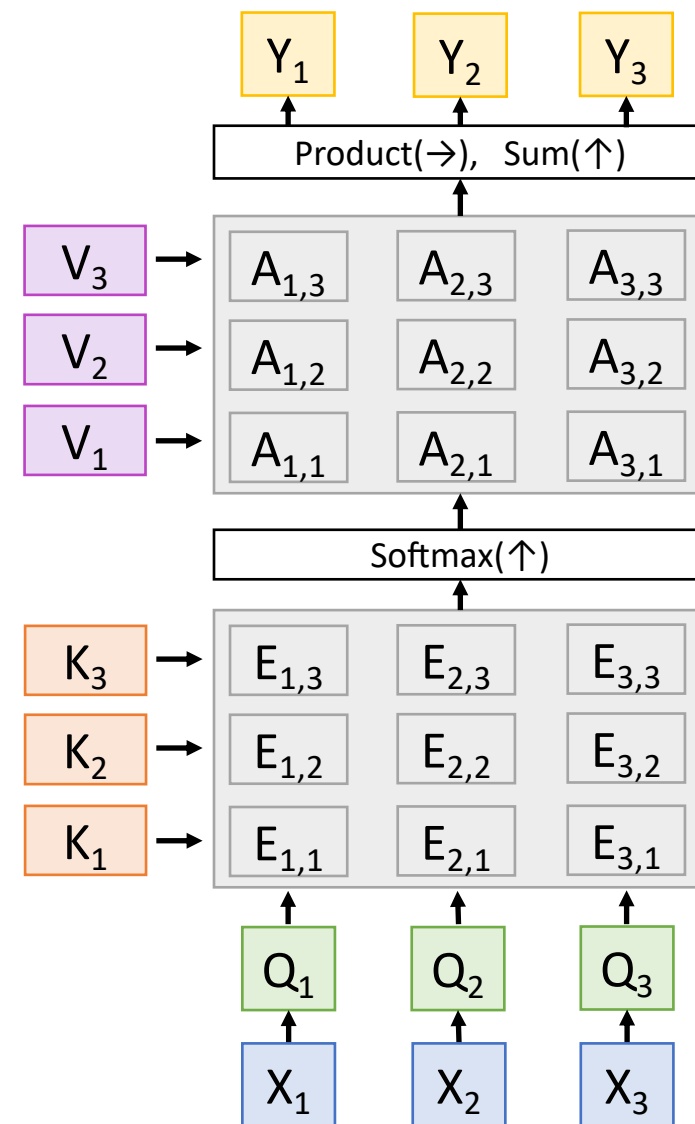 Y1 Y2 Y3
Product(→), Sum(↑)
V3 A1,3 A2,3 A3,3
V2 A1,2 A2,2 A3,2
V1 A1,1 A2,1 A3,1
Softmax(↑)
K3 E1,3 E2,3 E3,3
K2 E1,2 E2,2 E3,2
K1 E1,1 E2,1 E3,1
Q1 Q2 Q3
X1 X2 X3